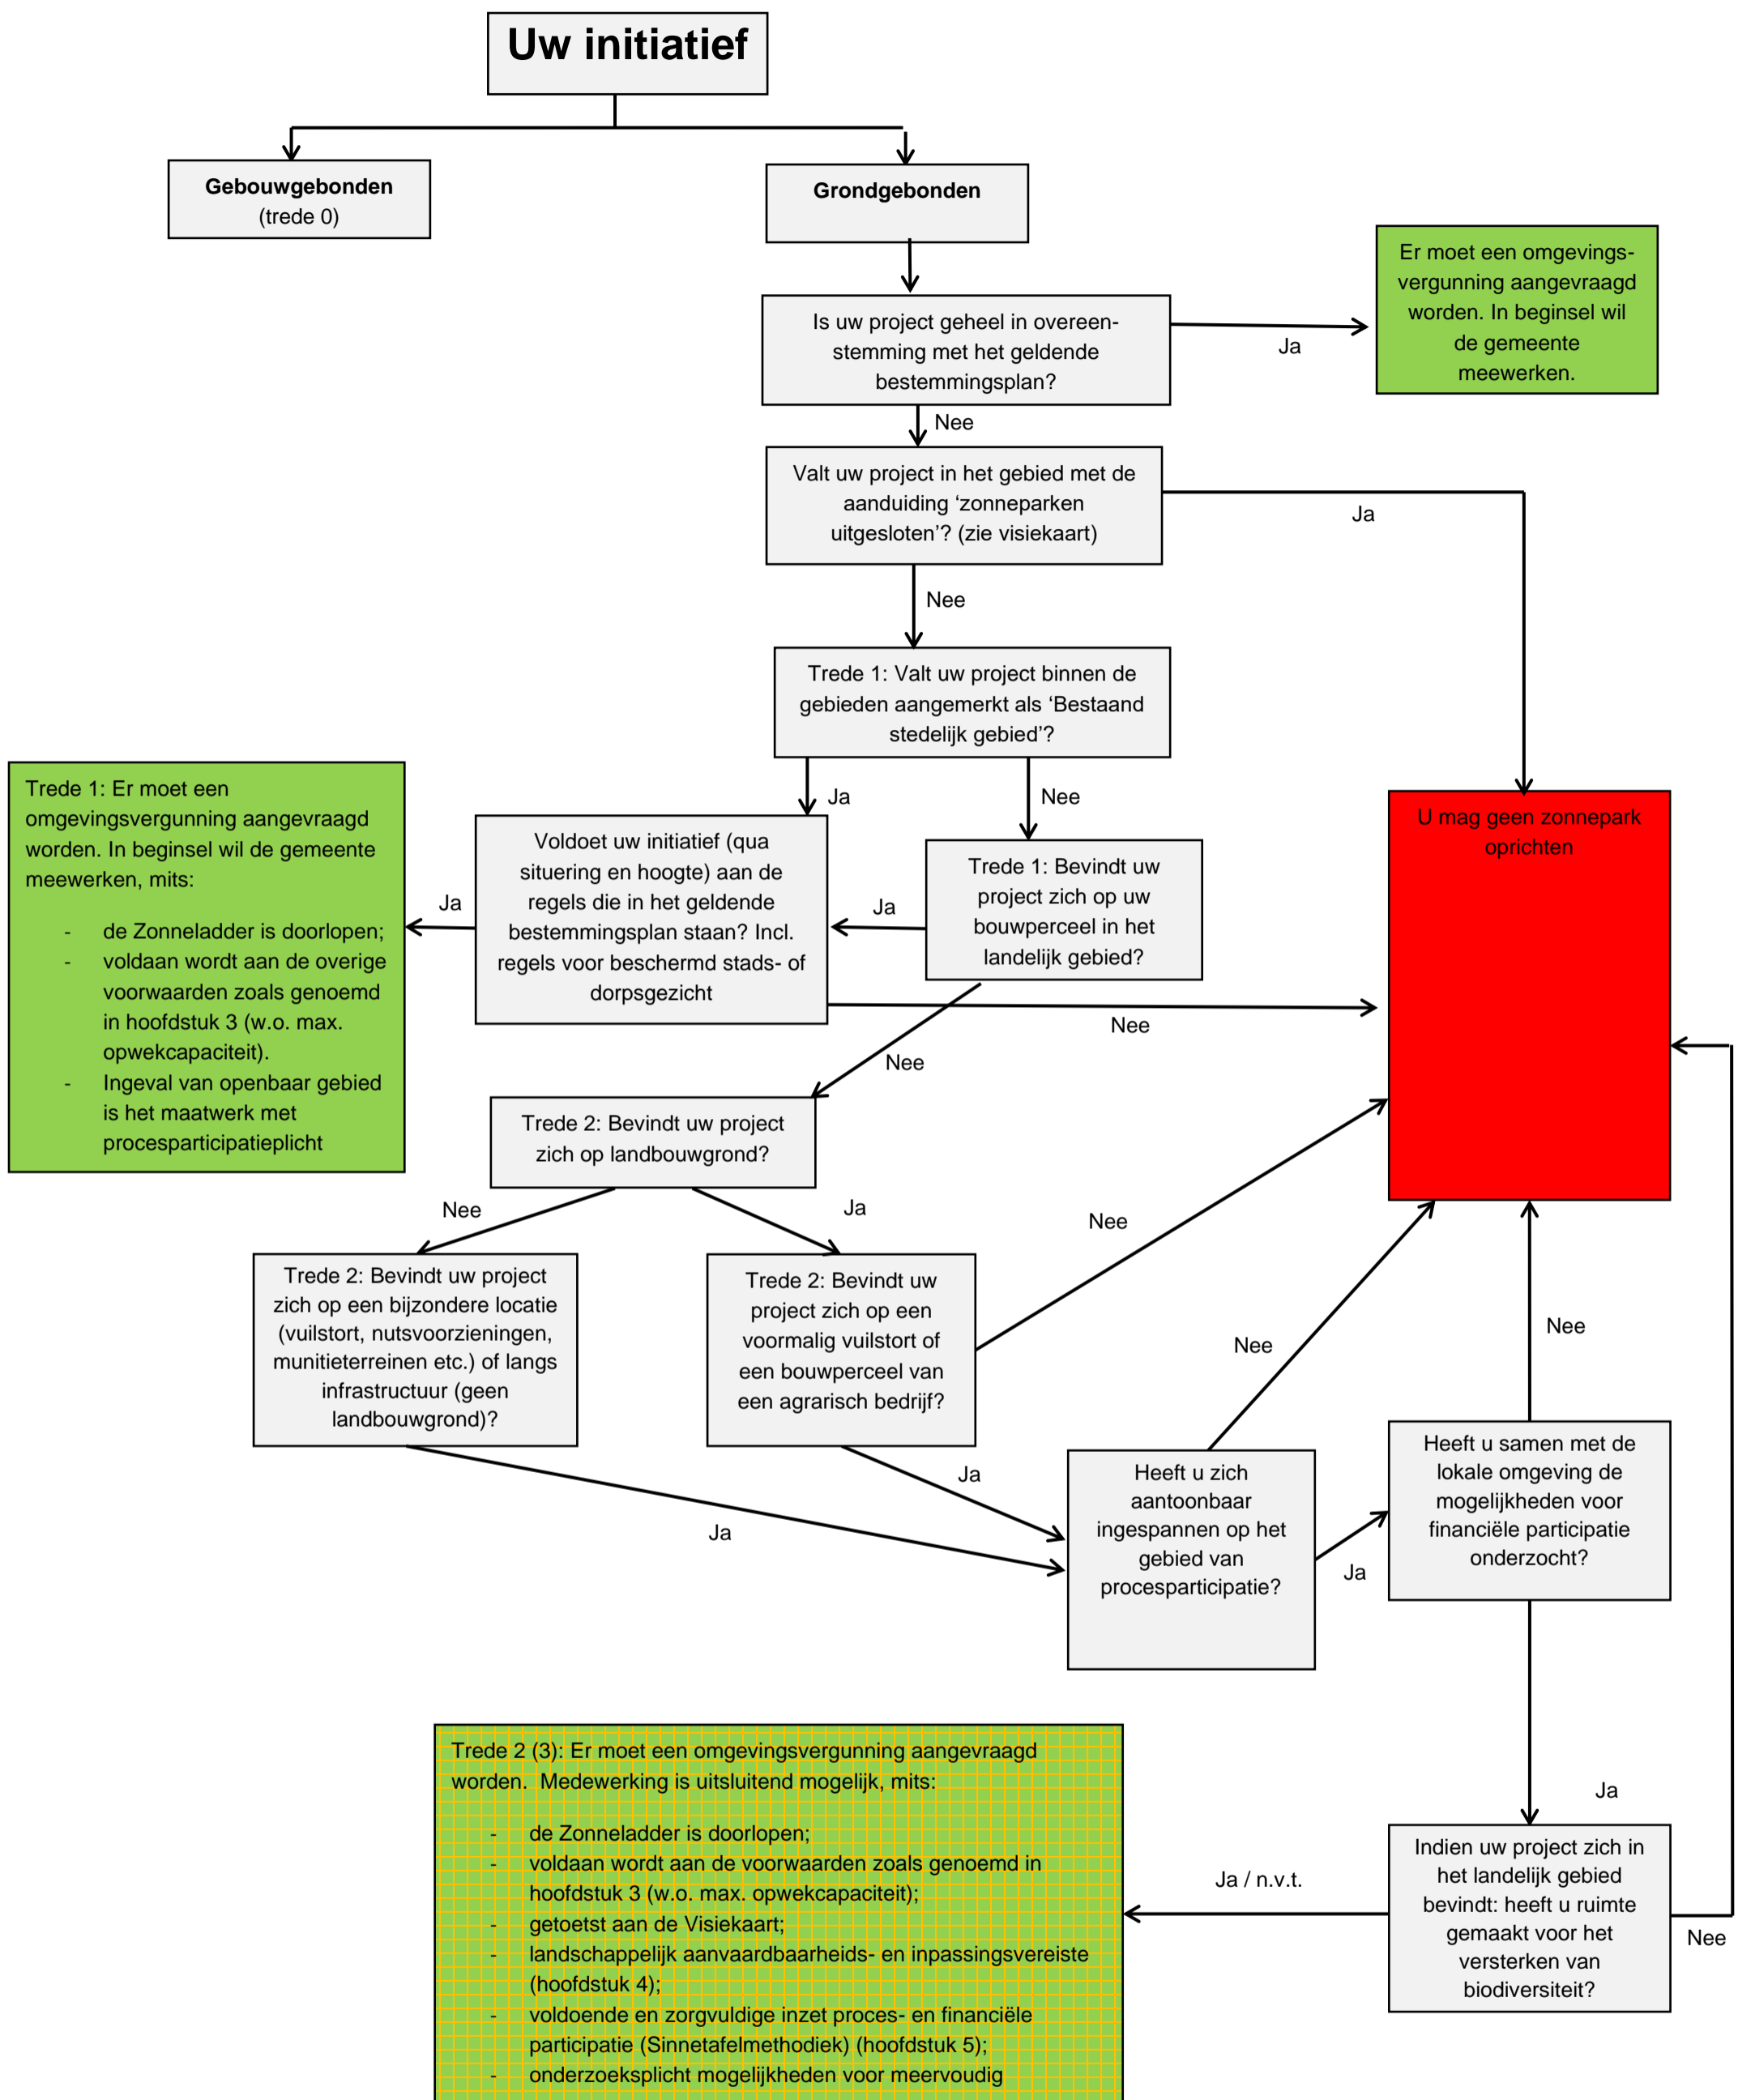 Uw initiatief
Gebouwgebonden
(trede 0)
Grondgebonden
Er moet een omgevings-
vergunning aangevraagd
worden. In beginsel wil
de gemeente
meewerken.
Is uw project geheel in overeen-
stemming met het geldende
bestemmingsplan?
Ja
Nee
Valt uw project in het gebied met de
aanduiding ‘zonneparken
uitgesloten’? (zie visiekaart)
Ja
Nee
Trede 1: Valt uw project binnen de
gebieden aangemerkt als ‘Bestaand
stedelijk gebied’?
Ja
Nee
Trede 1: Er moet een
omgevingsvergunning aangevraagd
worden. In beginsel wil de gemeente
meewerken, mits:
- de Zonneladder is doorlopen;
- voldaan wordt aan de overige
voorwaarden zoals genoemd
in hoofdstuk 3 (w.o. max.
opwekcapaciteit).
- Ingeval van openbaar gebied
is het maatwerk met
procesparticipatieplicht
Ja
Voldoet uw initiatief (qua
situering en hoogte) aan de
regels die in het geldende
bestemmingsplan staan? Incl.
regels voor beschermd stads- of
dorpsgezicht
Ja
Trede 1: Bevindt uw
project zich op uw
bouwperceel in het
landelijk gebied?
U mag geen zonnepark
oprichten
Nee
Nee
Trede 2: Bevindt uw project
zich op landbouwgrond?
Nee
Ja
Nee
Trede 2: Bevindt uw project
zich op een bijzondere locatie
(vuilstort, nutsvoorzieningen,
munitieterreinen etc.) of langs
infrastructuur (geen
landbouwgrond)?
Trede 2: Bevindt uw
project zich op een
voormalig vuilstort of
een bouwperceel van
een agrarisch bedrijf?
Nee
Nee
Ja
Ja
Heeft u zich
aantoonbaar
ingespannen op het
gebied van
procesparticipatie?
Ja
Heeft u samen met de
lokale omgeving de
mogelijkheden voor
financiële participatie
onderzocht?
Ja
Trede 2 (3): Er moet een omgevingsvergunning aangevraagd
worden. Medewerking is uitsluitend mogelijk, mits:
- de Zonneladder is doorlopen;
- voldaan wordt aan de voorwaarden zoals genoemd in
hoofdstuk 3 (w.o. max. opwekcapaciteit);
- getoetst aan de Visiekaart;
- landschappelijk aanvaardbaarheids- en inpassingsvereiste
(hoofdstuk 4);
- voldoende en zorgvuldige inzet proces- en financiële
participatie (Sinnetafelmethodiek) (hoofdstuk 5);
- onderzoeksplicht mogelijkheden voor meervoudig
Ja / n.v.t.
Indien uw project zich in
het landelijk gebied
bevindt: heeft u ruimte
gemaakt voor het
versterken van
biodiversiteit?
Nee